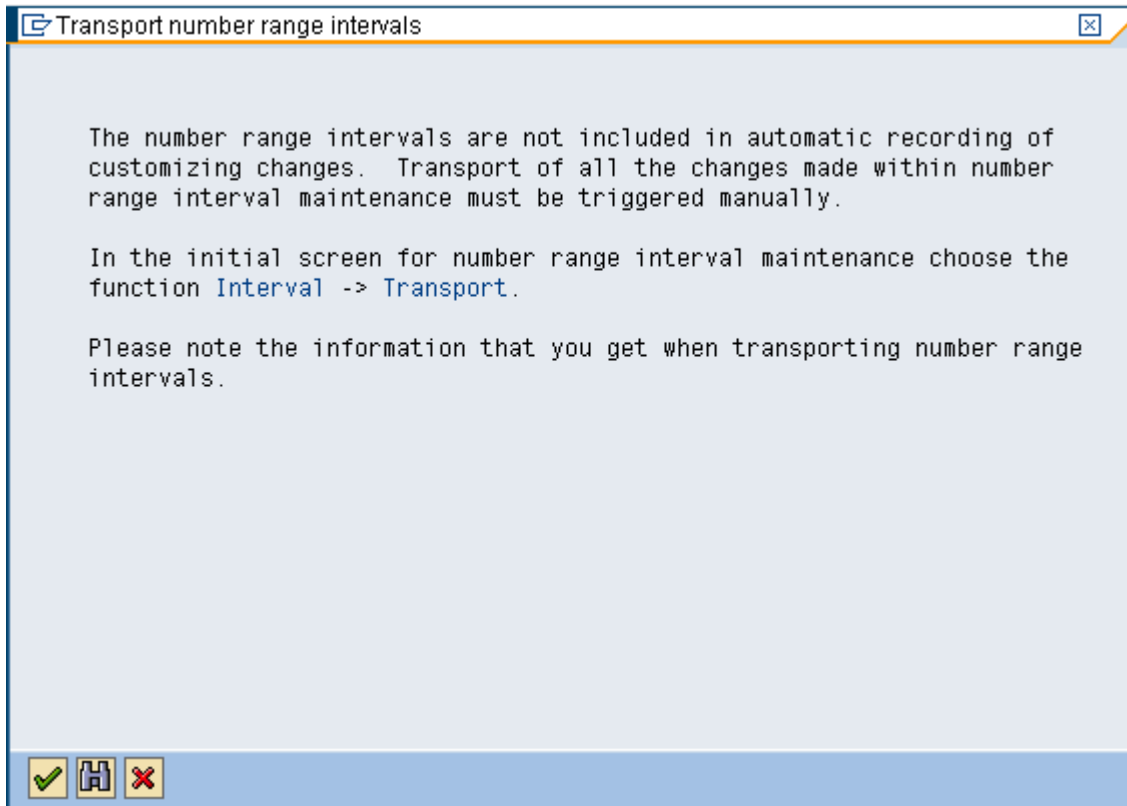 Transport number range intervals
The number range intervals are not included in automatic recording of
customizing changes.  Transport of all the changes made within number
range interval maintenance must be triggered manually.
In the initial screen for number range interval maintenance choose the
function Interval -> Transport.
Please note the information that you get when transporting number range
intervals.